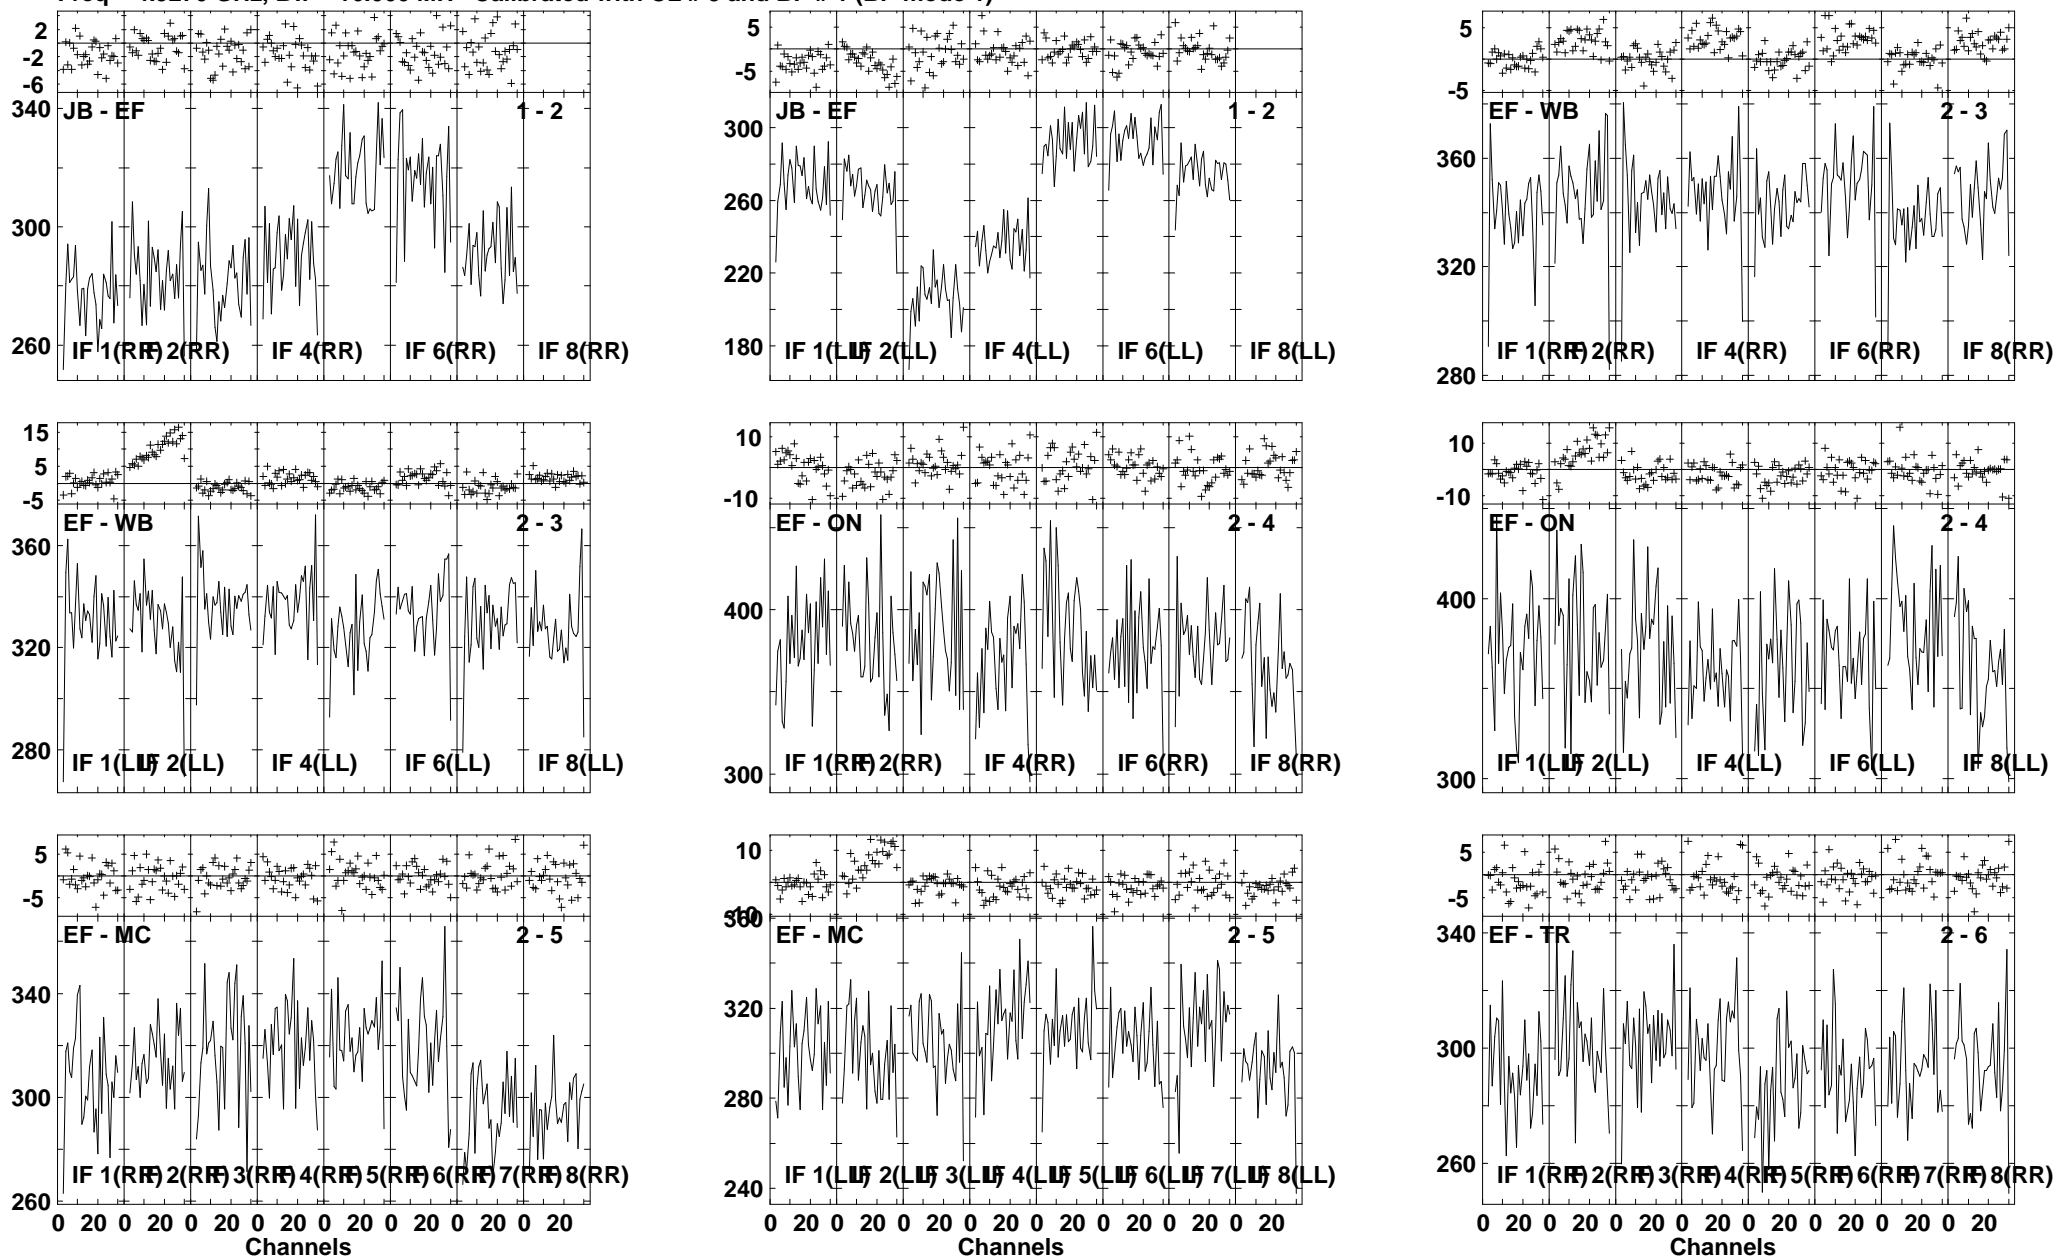 2
-2
-6
340
JB - EF
1 - 2
300
260
IF 1(RR)
IF 2(RR)
IF 4(RR)
IF 6(RR)
IF 8(RR)
5
-5
JB - EF
1 - 2
300
260
220
180
IF 1(LL)
IF 2(LL)
IF 4(LL)
IF 6(LL)
IF 8(LL)
5
-5
EF - WB
2 - 3
360
320
280
IF 1(RR)
IF 2(RR)
IF 4(RR)
IF 6(RR)
IF 8(RR)
15
5
-5
EF - WB
2 - 3
360
320
280
IF 1(LL)
IF 2(LL)
IF 4(LL)
IF 6(LL)
IF 8(LL)
10
-10
EF - ON
2 - 4
400
300
IF 1(RR)
IF 2(RR)
IF 4(RR)
IF 6(RR)
IF 8(RR)
10
-10
EF - ON
2 - 4
400
300
IF 1(LL)
IF 2(LL)
IF 4(LL)
IF 6(LL)
IF 8(LL)
5
-5
EF - MC
2 - 5
340
300
260
IF 1(RR)
IF 2(RR)
IF 3(RR)
IF 4(RR)
IF 5(RR)
IF 6(RR)
IF 7(RR)
IF 8(RR)
0 20 0 20 0 20 0 20 0 20 0 20 0 20 0 20
Channels
10
-10
360
EF - MC
2 - 5
320
280
240
IF 1(LL)
IF 2(LL)
IF 3(LL)
IF 4(LL)
IF 5(LL)
IF 6(LL)
IF 7(LL)
IF 8(LL)
0 20 0 20 0 20 0 20 0 20 0 20 0 20 0 20
Channels
5
-5
EF - TR
2 - 6
340
300
260
IF 1(RR)
IF 2(RR)
IF 3(RR)
IF 4(RR)
IF 5(RR)
IF 6(RR)
IF 7(RR)
IF 8(RR)
0 20 0 20 0 20 0 20 0 20 0 20 0 20 0 20
Channels